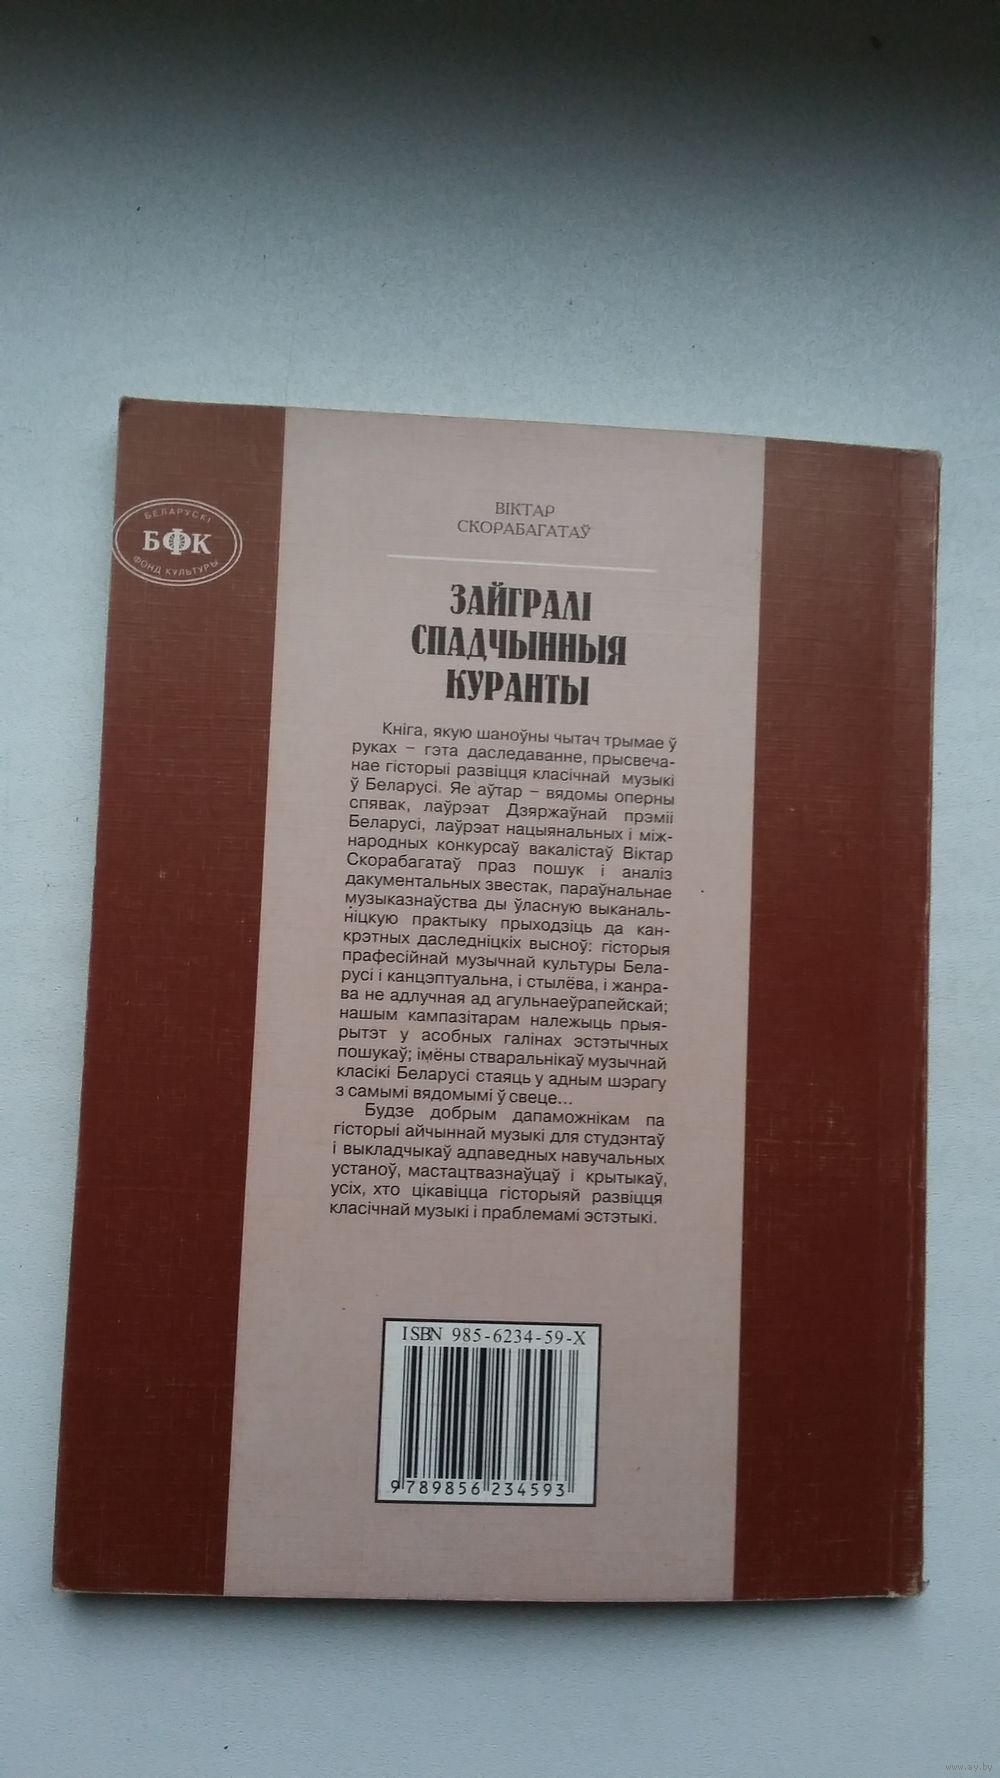 БЕЛАРУСКІ
БФК
ФОНД КУЛЬТУРЫ
ВІКТАР
СКОРАБАГАТАЎ
ЗАЙГРАЛІ
СПАДЧЫННЫЯ
КУРАНТЫ
Кніга, якую шаноўны чытач трымае ў
руках – гэта даследаванне, прысвеча-
нае гісторыі развіцця класічнай музыкі
ў Беларусі. Яе аўтар – вядомы оперны
спявак, лаўрэат Дзяржаўнай прэміі
Беларусі, лаўрэат нацыянальных і між-
народных конкурсаў вакалістаў Віктар
Скорабагатаў праз пошук і аналіз
дакументальных звестак, параўнальнае
музыказнаўства ды ўласную выканаль-
ніцкую практыку прыходзіць да кан-
крэтных даследніцкіх высноў: гісторыя
прафесійнай музычнай культуры Бела-
русі і канцэптуальна, і стылёва, і жанра-
ва не адлучная ад агульнаеўрапейскай;
нашым кампазітарам належыць прыя-
рытэт у асобных галінах эстэтычных
пошукаў; імёны стваральнікаў музычнай
класікі Беларусі стаяць у адным шэрагу
з самымі вядомымі ў свеце...
Будзе добрым дапаможнікам па
гісторыі айчыннай музыкі для студэнтаў
і выкладчыкаў адпаведных навучальных
устаноў, мастацтвазнаўцаў і крытыкаў,
усіх, хто цікавіцца гісторыяй развіцця
класічнай музыкі і праблемамі эстэтыкі.
ISBN 985-6234-59-X
9 789856 234593
www.ay.by